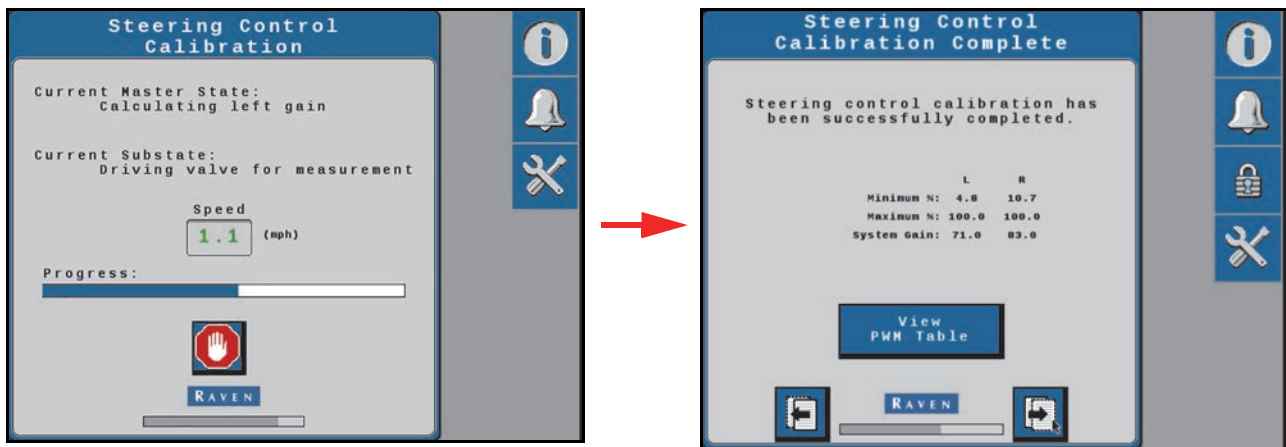 Steering Control
Calibration
Current Master State:
Calculating left gain
Current Substate:
Driving valve for measurement
Speed
1.1 (mph)
Progress:
RAVEN
Steering Control
Calibration Complete
Steering control calibration has
been successfully completed.
L R
Minimum %: 4.8 10.7
Maximum %: 100.0 100.0
System Gain: 71.0 83.0
View
PWM Table
RAVEN